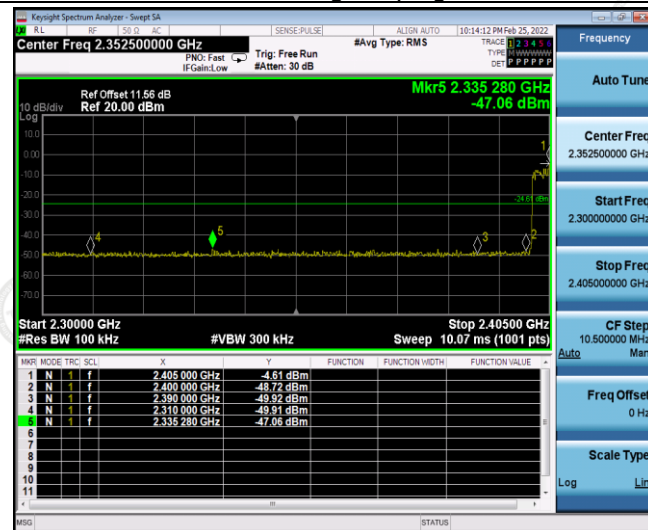 Keysight Spectrum Analyzer - Swept SA
LXI RL RF 50 Ω AC SENSE:PULSE ALIGN AUTO 10:14:12 PM Feb 25, 2022
Center Freq 2.352500000 GHz
PNO: Fast
IFGain:Low
Trig: Free Run
#Atten: 30 dB
#Avg Type: RMS
TRACE 1 2 3 4 5 6
TYPE M WWWWW
DET P P P P P P
Ref Offset 11.56 dB
10 dB/div Ref 20.00 dBm
Log
Mkr5 2.335 280 GHz
-47.06 dBm
10.0
0.00
-10.0
-20.0
-30.0
-40.0
-50.0
-60.0
-70.0
-24.61 dBm
1
2
3
4
5
Start 2.30000 GHz
Stop 2.40500 GHz
#Res BW 100 kHz #VBW 300 kHz Sweep 10.07 ms (1001 pts)
MKR MODE TRC SCL X Y FUNCTION FUNCTION WIDTH FUNCTION VALUE
1 N 1 f 2.405 000 GHz -4.61 dBm
2 N 1 f 2.400 000 GHz -48.72 dBm
3 N 1 f 2.390 000 GHz -49.92 dBm
4 N 1 f 2.310 000 GHz -49.91 dBm
5 N 1 f 2.335 280 GHz -47.06 dBm
6
7
8
9
10
11
MSG STATUS
Frequency
Auto Tune
Center Freq
2.352500000 GHz
Start Freq
2.300000000 GHz
Stop Freq
2.405000000 GHz
CF Step
10.500000 MHz
Auto Man
Freq Offset
0 Hz
Scale Type
Log Lin